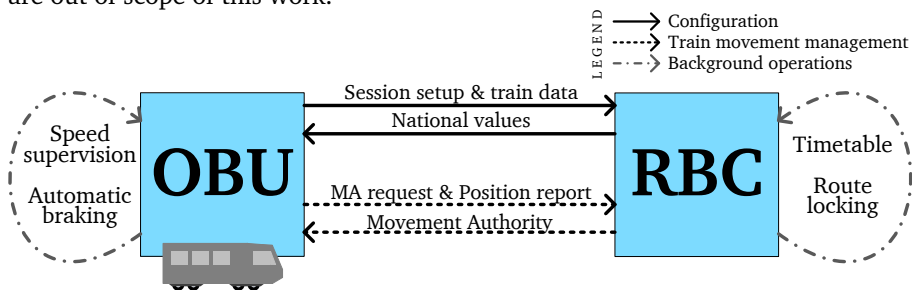 are out of scope of this work.
LEGEND
Configuration
Train movement management
Background operations
Session setup & train data
National values
Speed
supervision
Automatic
braking
OBU
MA request & Position report
Movement Authority
RBC
Timetable
Route
locking